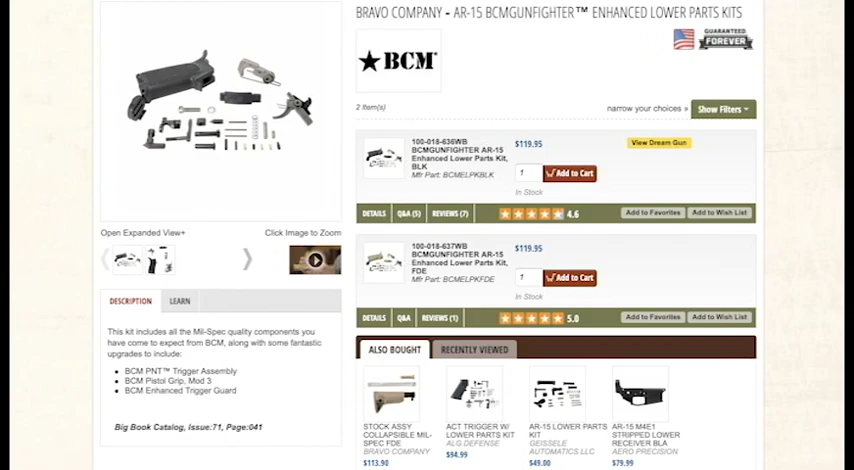 BRAVO COMPANY - AR-15 BCMGUNFIGHTER™ ENHANCED LOWER PARTS KITS
BCM®
GUARANTEED
FOREVER
2 Item(s)
narrow your choices »
Show Filters
100-018-636WB
BCMGUNFIGHTER AR-15
Enhanced Lower Parts Kit,
BLK
Mfr Part: BCMELPKBLK
$119.95
1
Add to Cart
In Stock
View Dream Gun
DETAILS
Q&A (5)
REVIEWS (7)
4.6
Add to Favorites
Add to Wish List
100-018-637WB
BCMGUNFIGHTER AR-15
Enhanced Lower Parts Kit,
FDE
Mfr Part: BCMELPKFDE
$119.95
1
Add to Cart
In Stock
DETAILS
Q&A
REVIEWS (1)
5.0
Add to Favorites
Add to Wish List
Open Expanded View+
Click Image to Zoom
DESCRIPTION
LEARN
This kit includes all the Mil-Spec quality components you
have come to expect from BCM, along with some fantastic
upgrades to include:
BCM PNT™ Trigger Assembly
BCM Pistol Grip, Mod 3
BCM Enhanced Trigger Guard
Big Book Catalog, Issue:71, Page:041
ALSO BOUGHT
RECENTLY VIEWED
STOCK ASSY
COLLAPSIBLE MIL-
SPEC FDE
BRAVO COMPANY
$113.90
ACT TRIGGER W/
LOWER PARTS KIT
ALG DEFENSE
$94.99
AR-15 LOWER PARTS
KIT
GEISSELE
AUTOMATICS LLC
$49.00
AR-15 M4E1
STRIPPED LOWER
RECEIVER BLA
AERO PRECISION
$79.99